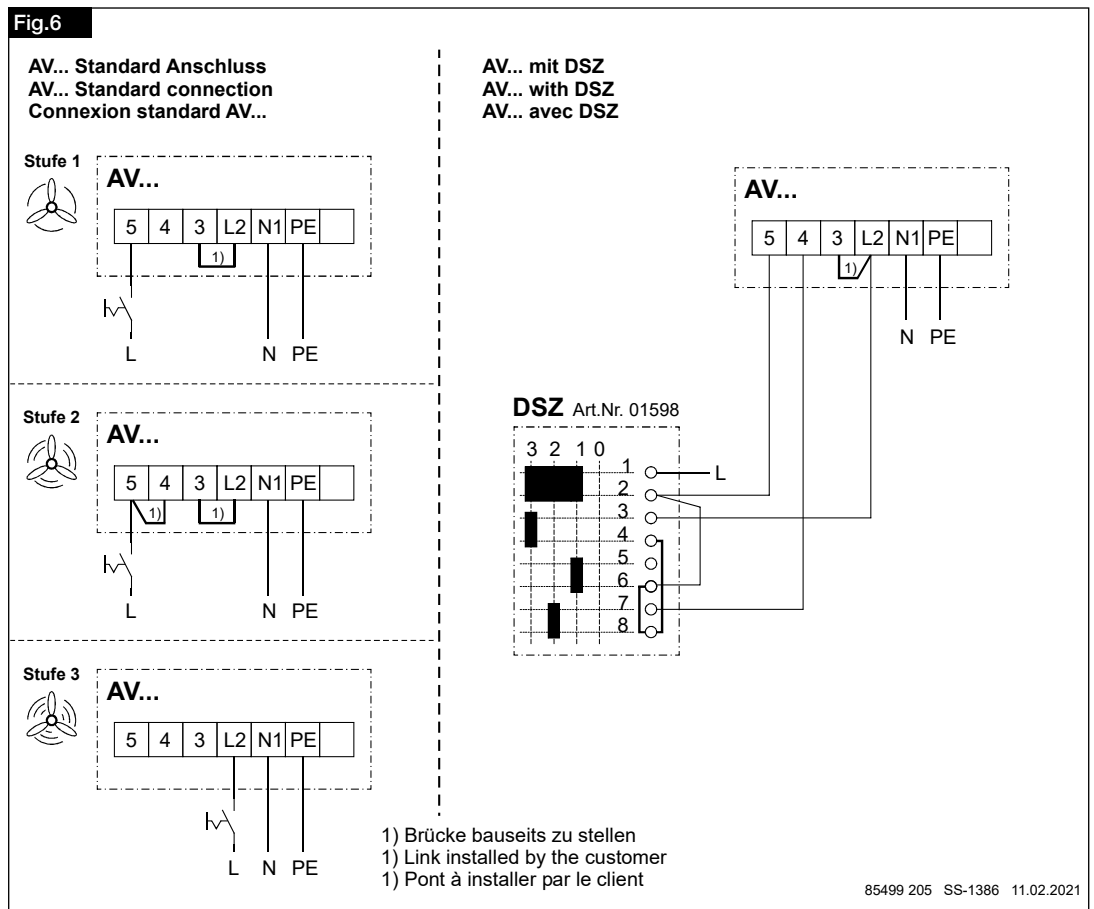 Fig.6
AV... Standard Anschluss
AV... Standard connection
Connexion standard AV...
Stufe 1
AV...
5 4 3 L2 N1 PE
1)
L N PE
Stufe 2
AV...
5 4 3 L2 N1 PE
1) 1)
L N PE
Stufe 3
AV...
5 4 3 L2 N1 PE
L N PE
AV... mit DSZ
AV... with DSZ
AV... avec DSZ
AV...
5 4 3 L2 N1 PE
1)
N PE
DSZ Art.Nr. 01598
3 2 1 0
1 L
2
3
4
5
6
7
8
1) Brücke bauseits zu stellen
1) Link installed by the customer
1) Pont à installer par le client
85499 205 SS-1386 11.02.2021